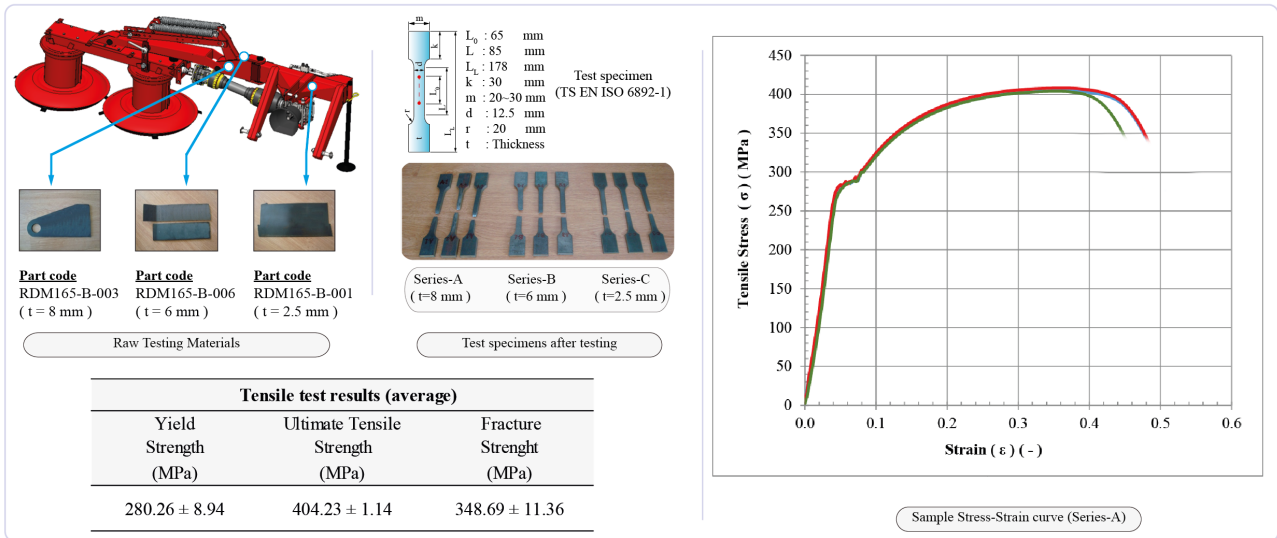 m
k
d
L₀
L
L_L
r
t
L₀ : 65 mm
L : 85 mm
L_L : 178 mm
k : 30 mm
m : 20~30 mm
d : 12.5 mm
r : 20 mm
t : Thickness
Test specimen
(TS EN ISO 6892-1)
Part code
RDM165-B-003
( t = 8 mm )
Part code
RDM165-B-006
( t = 6 mm )
Part code
RDM165-B-001
( t = 2.5 mm )
Raw Testing Materials
Series-A
( t=8 mm )
Series-B
( t=6 mm )
Series-C
( t=2.5 mm )
Test specimens after testing
Tensile test results (average)
Yield
Strength
(MPa)
Ultimate Tensile
Strength
(MPa)
Fracture
Strenght
(MPa)
280.26 ± 8.94
404.23 ± 1.14
348.69 ± 11.36
Tensile Stress ( σ ) ( MPa )
450
400
350
300
250
200
150
100
50
0
0.0 0.1 0.2 0.3 0.4 0.5 0.6
Strain ( ε ) ( - )
Sample Stress-Strain curve (Series-A)